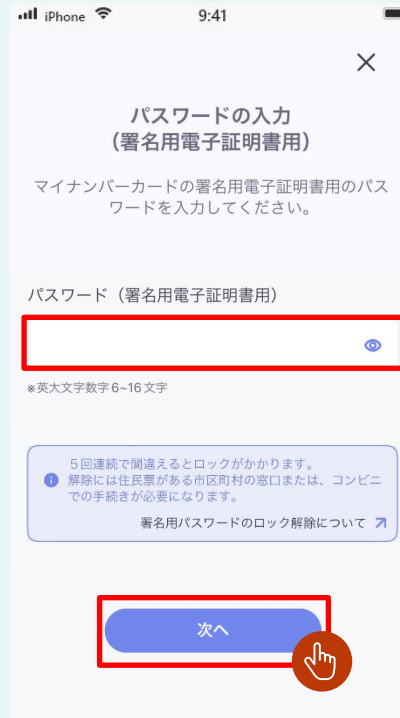 iPhone 9:41
パスワードの入力
（署名用電子証明書用）
マイナンバーカードの署名用電子証明書用のパス
ワードを入力してください。
パスワード（署名用電子証明書用）
※英大文字数字6~16文字
5回連続で間違えるとロックがかかります。
解除には住民票がある市区町村の窓口または、コンビニ
での手続きが必要になります。
署名用パスワードのロック解除について
次へ